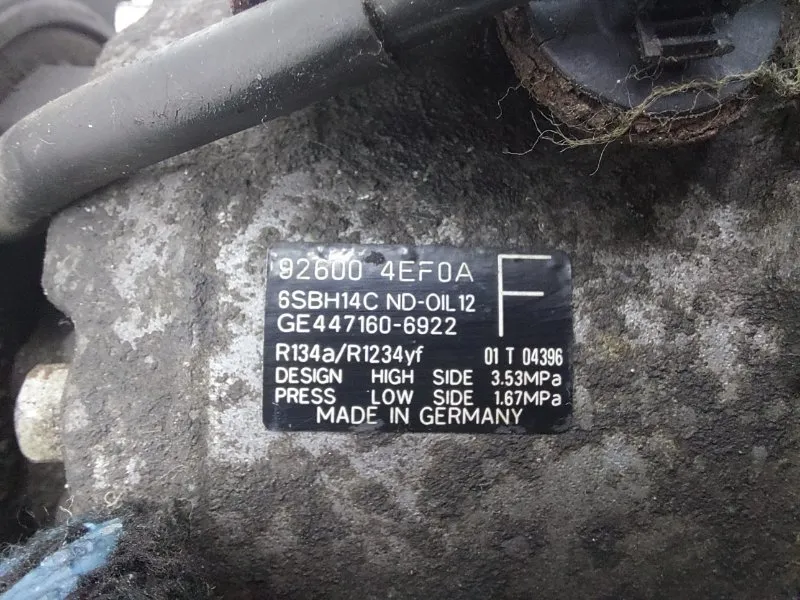 92600 4EF0A F
6SBH14C ND-OIL12
GE447160-6922
R134a/R1234yf 01 T 04396
DESIGN HIGH SIDE 3.53MPa
PRESS LOW SIDE 1.67MPa
MADE IN GERMANY